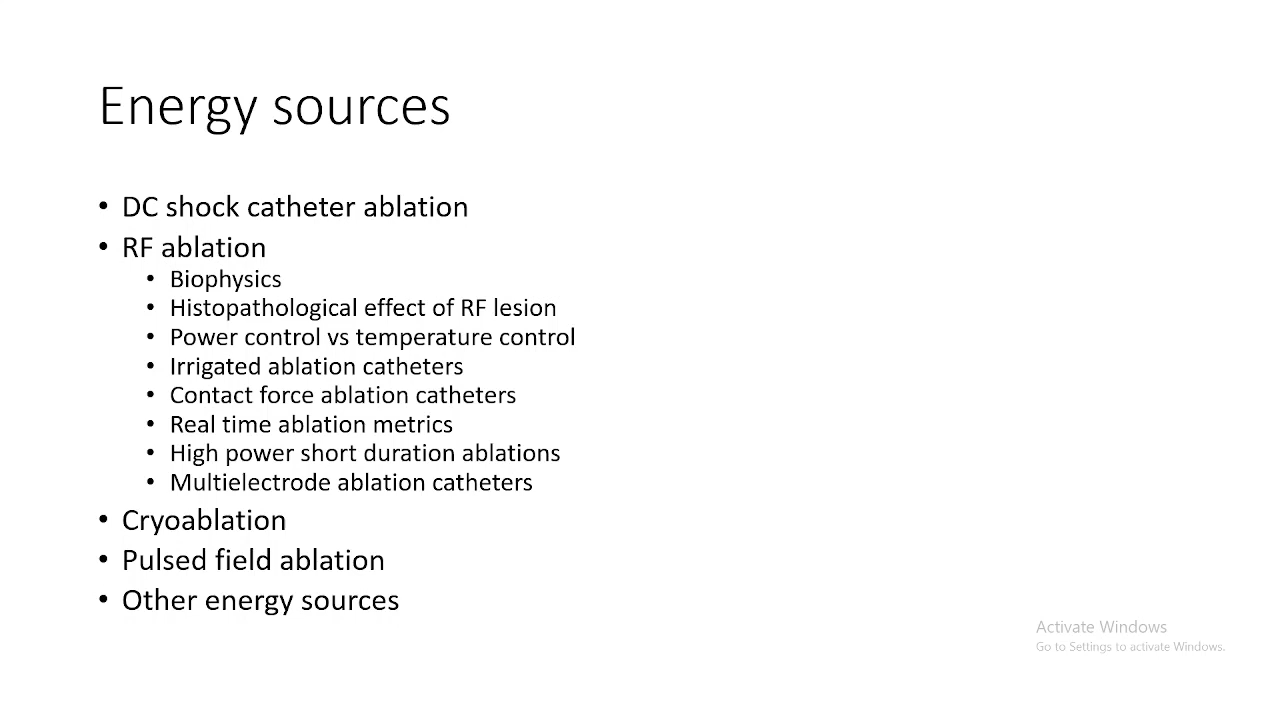 Energy sources
• DC shock catheter ablation
• RF ablation
• Biophysics
• Histopathological effect of RF lesion
• Power control vs temperature control
• Irrigated ablation catheters
• Contact force ablation catheters
• Real time ablation metrics
• High power short duration ablations
• Multielectrode ablation catheters
• Cryoablation
• Pulsed field ablation
• Other energy sources
Activate Windows
Go to Settings to activate Windows.